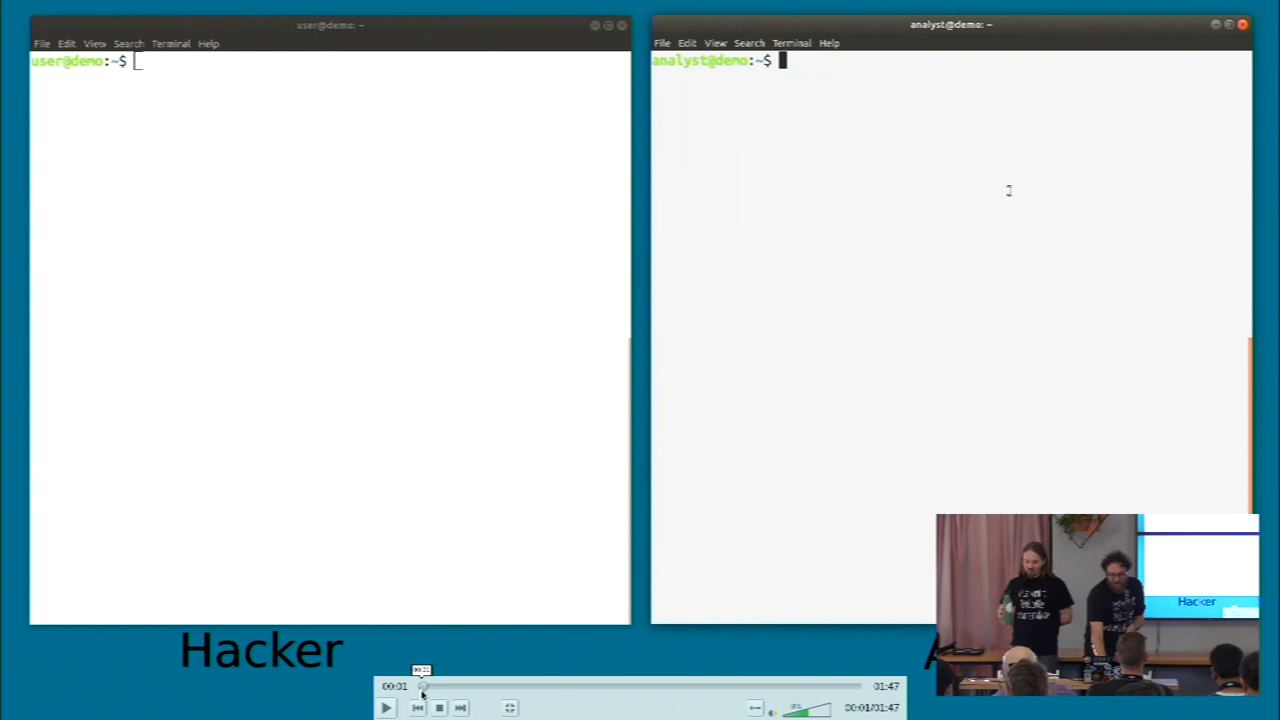 user@demo: ~
File Edit View Search Terminal Help
user@demo:~$
analyst@demo: ~
File Edit View Search Terminal Help
analyst@demo:~$
Hacker
Hacker
00:01
01:47
00:01/01:47